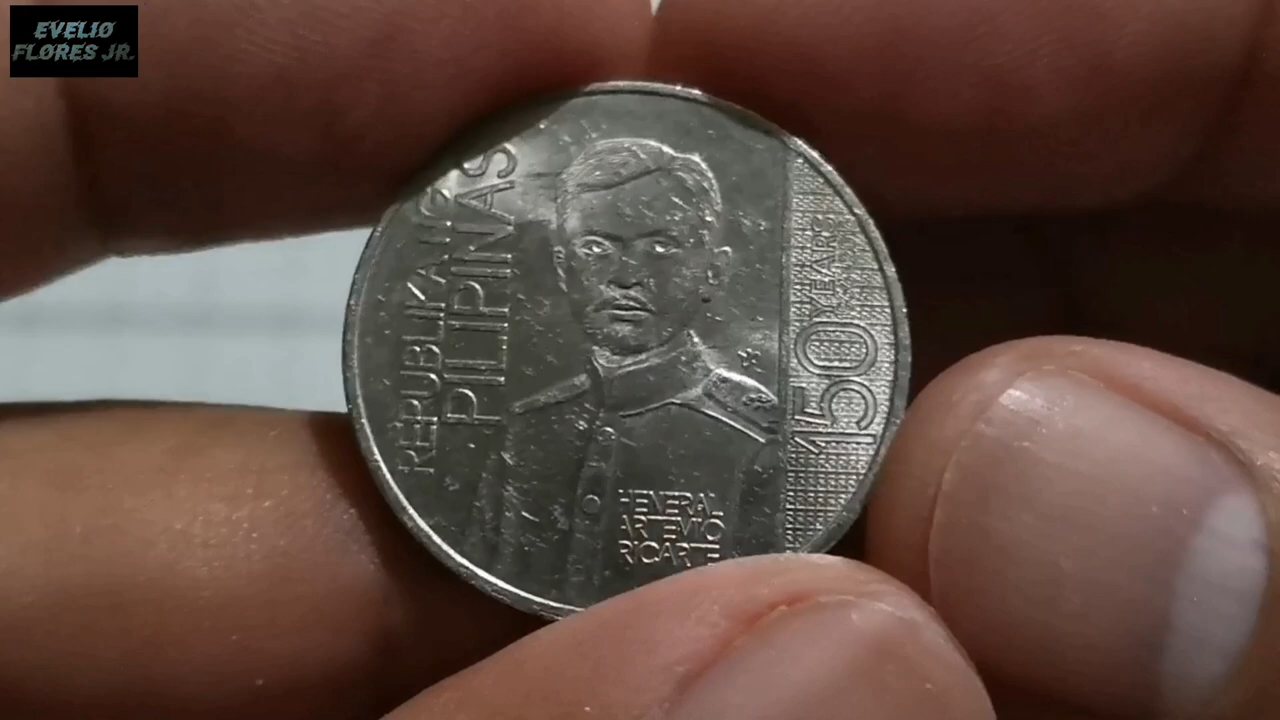 EVELIO
FLORES JR.
REPUBLIKA NG
PILIPINAS
150 YEARS
HENERAL
ARTEMIO
RICARTE